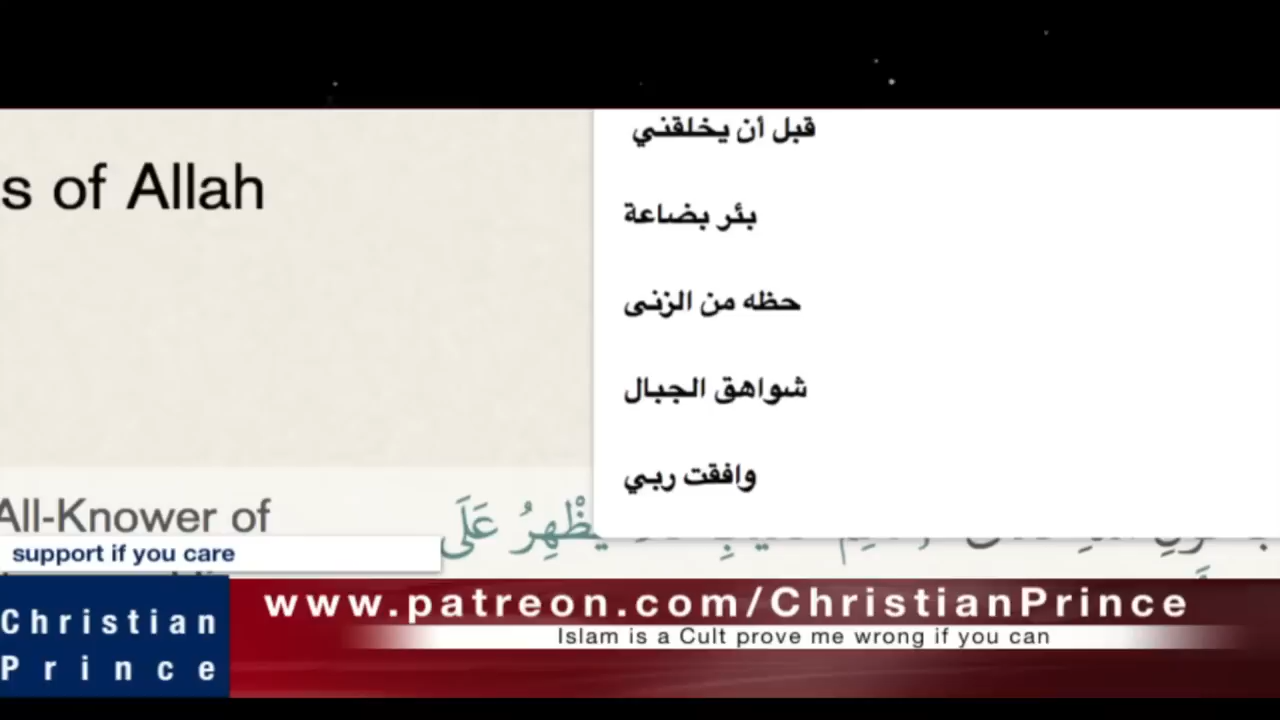 قبل أن يخلقني
s of Allah
بئر بضاعة
حظه من الزنى
شواهق الجبال
وافقت ربي
All-Knower of
يُظْهِرُ عَلَى
support if you care
www.patreon.com/ChristianPrince
Islam is a Cult prove me wrong if you can
Christian
Prince